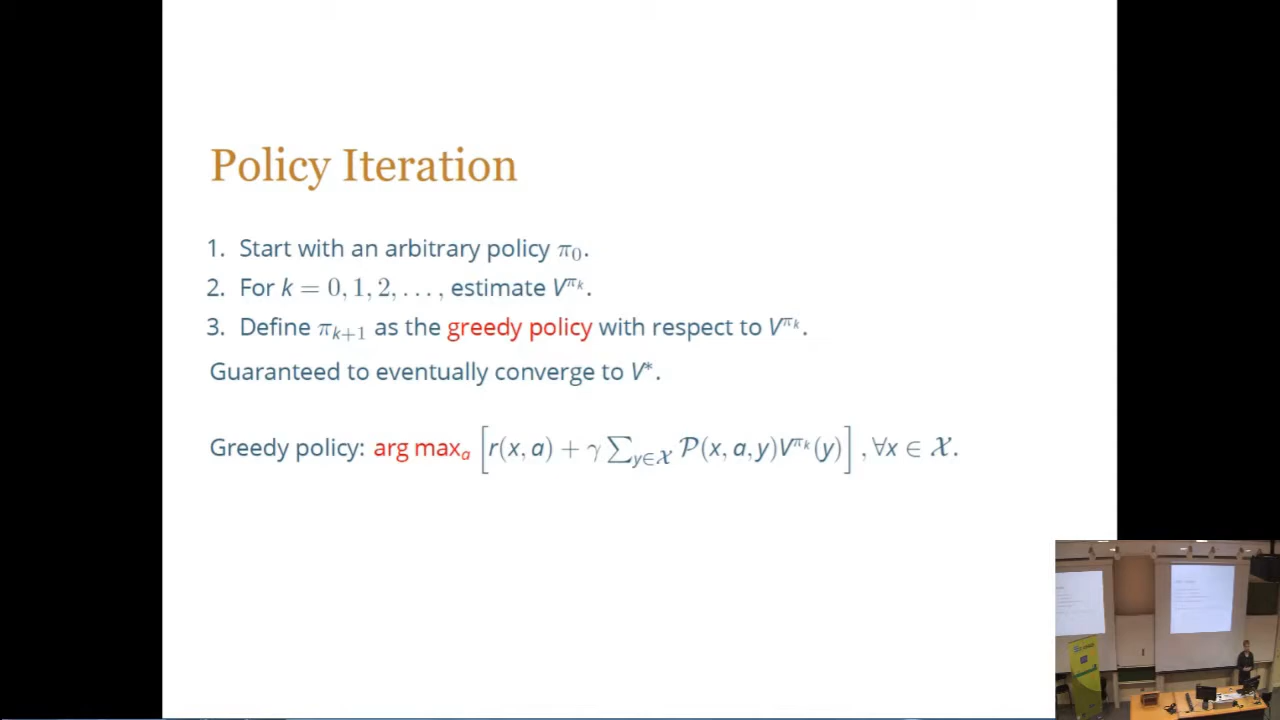 Policy Iteration
1. Start with an arbitrary policy π₀.
2. For k = 0, 1, 2, . . . , estimate V^{π_k}.
3. Define π_{k+1} as the greedy policy with respect to V^{π_k}.
Guaranteed to eventually converge to V*.
Greedy policy: arg max_a [r(x, a) + γ ∑_{y∈𝒳} 𝒫(x, a, y)V^{π_k}(y)] , ∀x ∈ 𝒳.